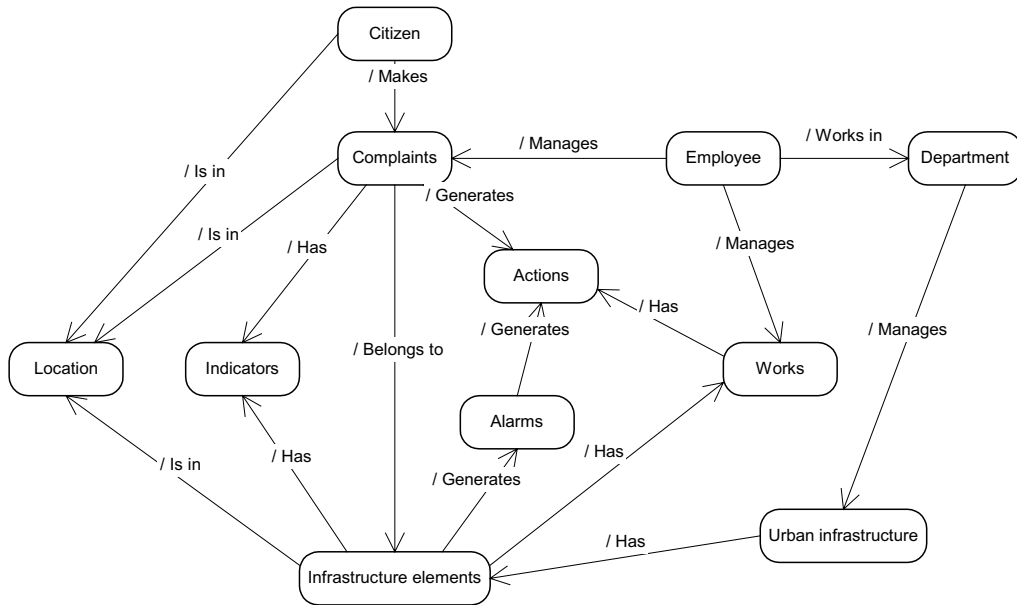 Citizen
/ Makes
/ Manages
/ Works in
Complaints
Employee
Department
/ Is in
/ Generates
/ Is in
/ Has
/ Manages
Actions
/ Has
/ Generates
/ Manages
/ Belongs to
Location
Indicators
Works
Alarms
/ Is in
/ Has
/ Has
/ Generates
Urban infrastructure
/ Has
Infrastructure elements